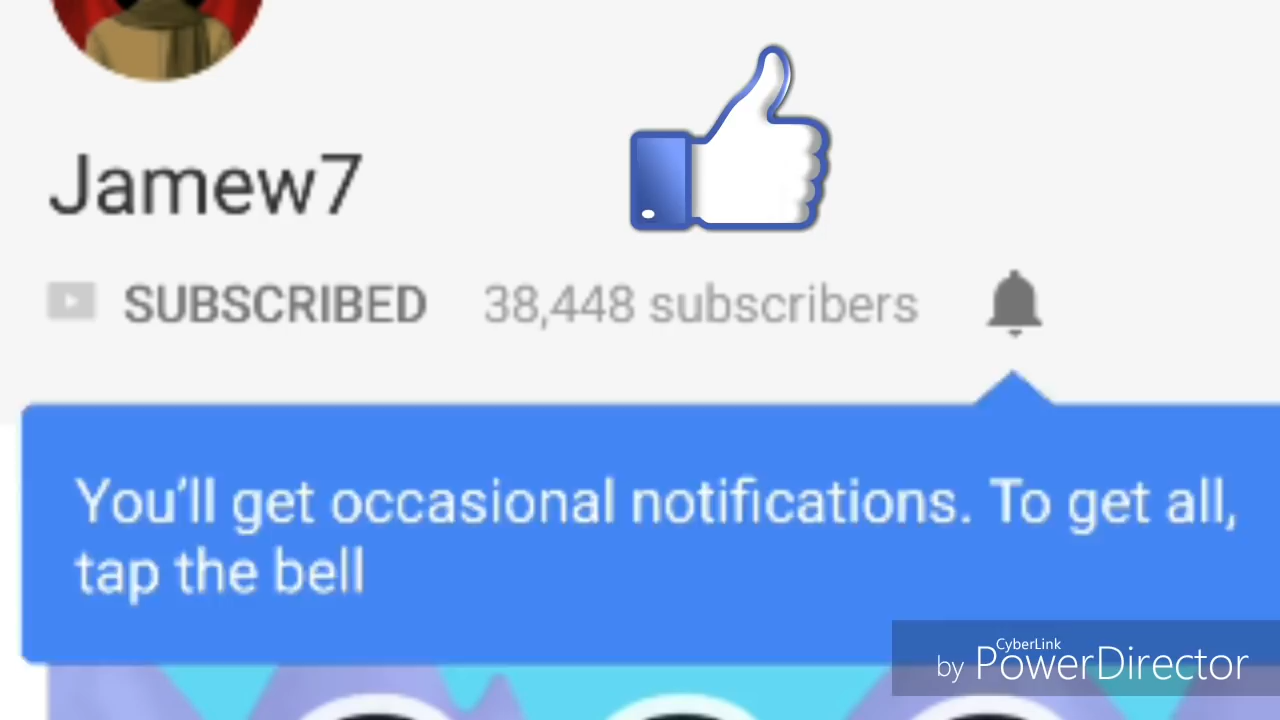 Jamew7
SUBSCRIBED 38,448 subscribers
You'll get occasional notifications. To get all,
tap the bell
CyberLink
by PowerDirector